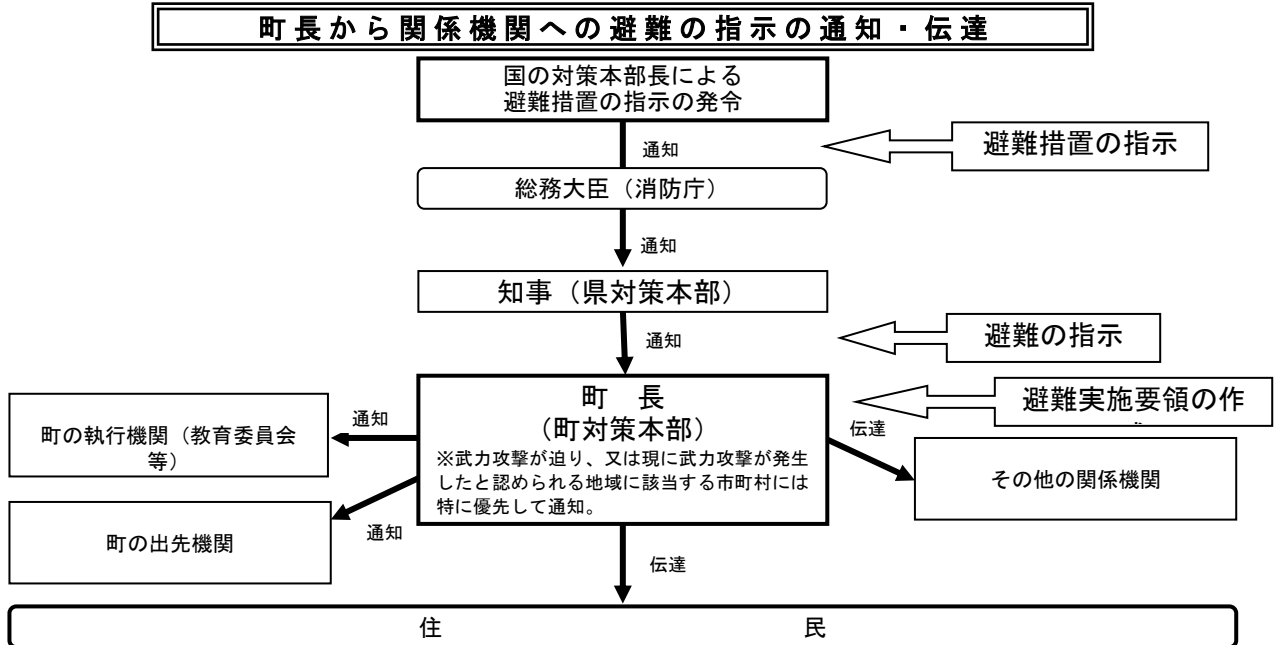 町長から関係機関への避難の指示の通知・伝達
国の対策本部長による
避難措置の指示の発令
通知
避難措置の指示
総務大臣（消防庁）
通知
知事（県対策本部）
通知
避難の指示
町　長
（町対策本部）
※武力攻撃が迫り、又は現に武力攻撃が発生
したと認められる地域に該当する市町村には
特に優先して通知。
避難実施要領の作
通知
町の執行機関（教育委員会
等）
伝達
その他の関係機関
通知
町の出先機関
伝達
住　民